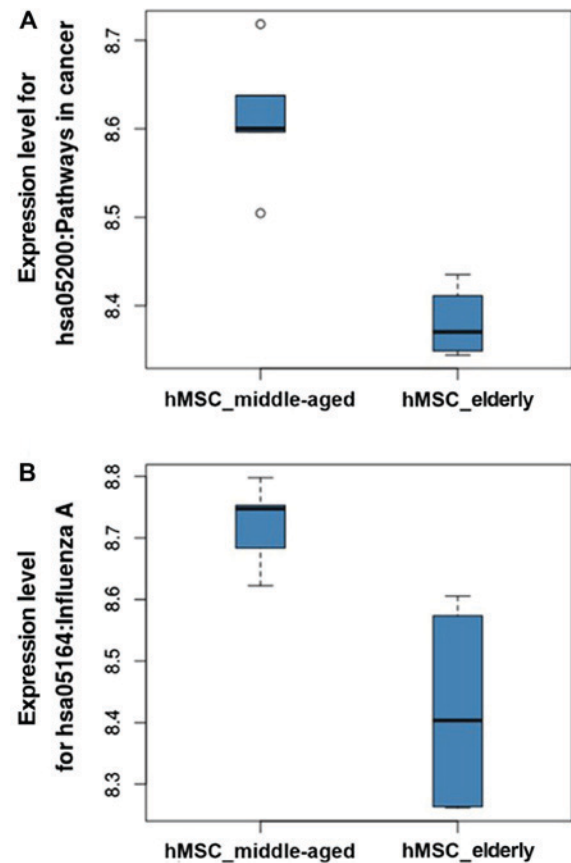 A
Expression level for
hsa05200:Pathways in cancer
8.7
8.6
8.5
8.4
hMSC_middle-aged hMSC_elderly
B
Expression level
for hsa05164:Influenza A
8.8
8.7
8.6
8.5
8.4
8.3
hMSC_middle-aged hMSC_elderly